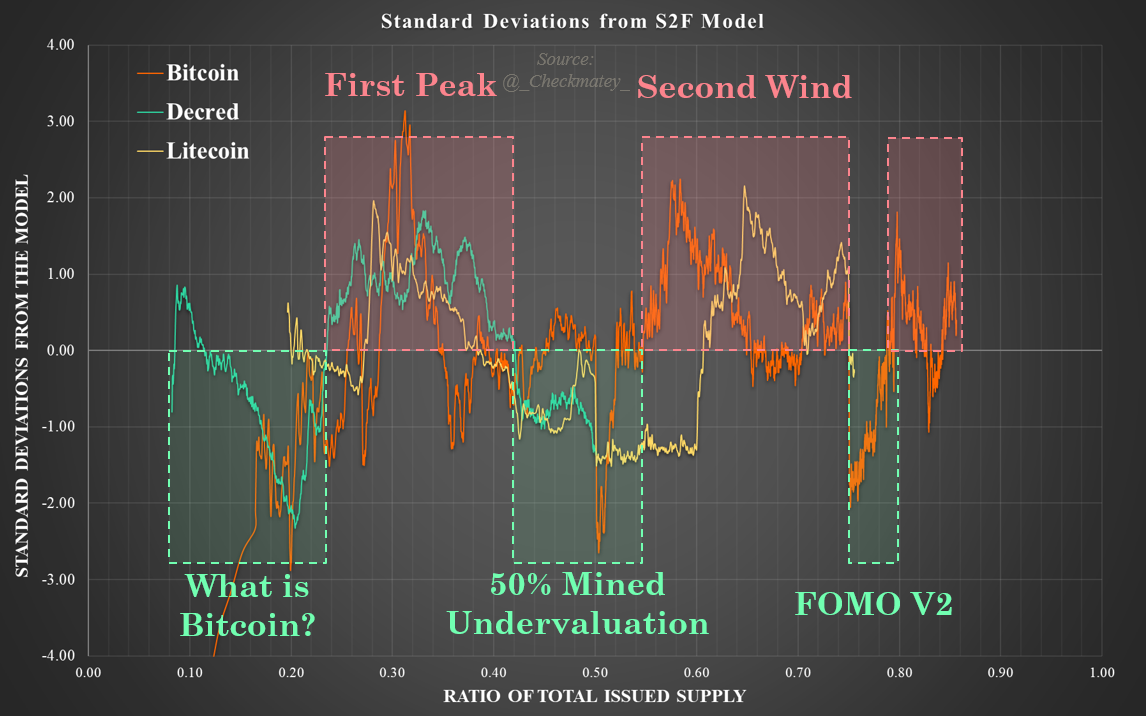 Standard Deviations from S2F Model
Source:
@_Checkmatey_
Bitcoin
Decred
Litecoin
First Peak
Second Wind
STANDARD DEVIATIONS FROM THE MODEL
4.00
3.00
2.00
1.00
0.00
-1.00
-2.00
-3.00
-4.00
What is
Bitcoin?
50% Mined
Undervaluation
FOMO V2
0.00 0.10 0.20 0.30 0.40 0.50 0.60 0.70 0.80 0.90 1.00
RATIO OF TOTAL ISSUED SUPPLY